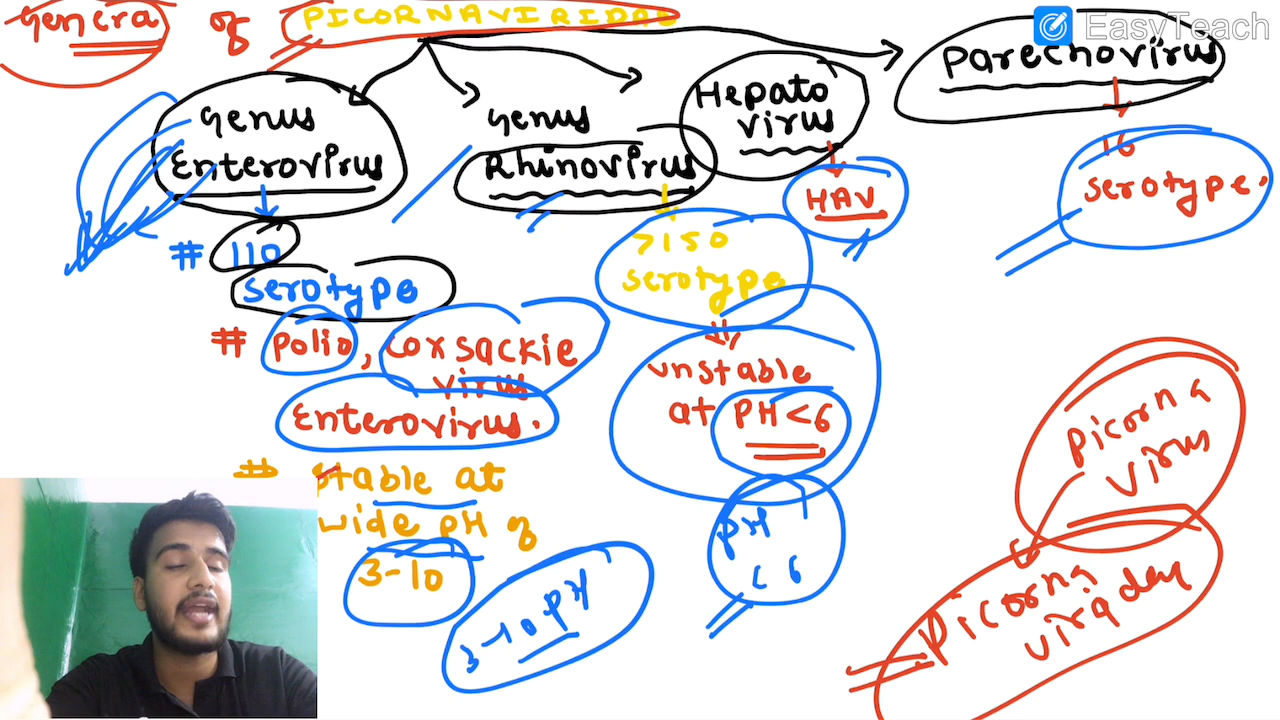 Genera of PICORNAVIRIDAE
EasyTeach
Genus
Enterovirus
# 110
serotype
# polio, coxsackie
virus
Enterovirus.
# stable at
wide pH of
3-10
3-10 pH
Genus
Rhinovirus
>150
serotype
unstable
at PH<6
PH
< 6
Hepato
virus
HAV
Parechovirus
16
serotype.
Picorna
Virus
Picorna
viraday